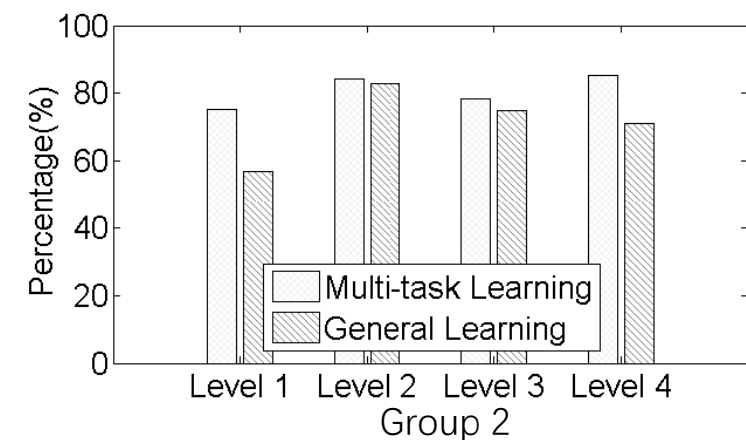 100
80
60
40
20
0
Percentage(%)
Multi-task Learning
General Learning
Level 1 Level 2 Level 3 Level 4
Group 2